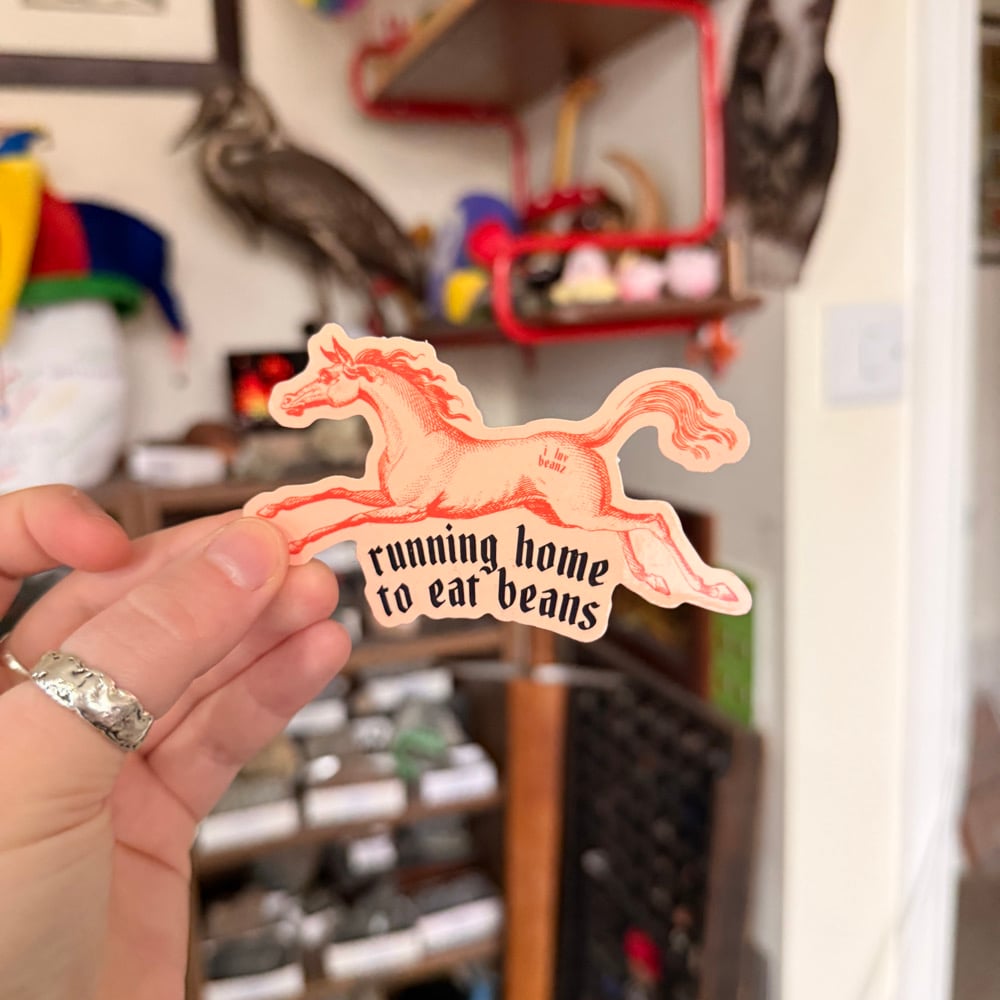 i luv
beanz
running home
to eat beans